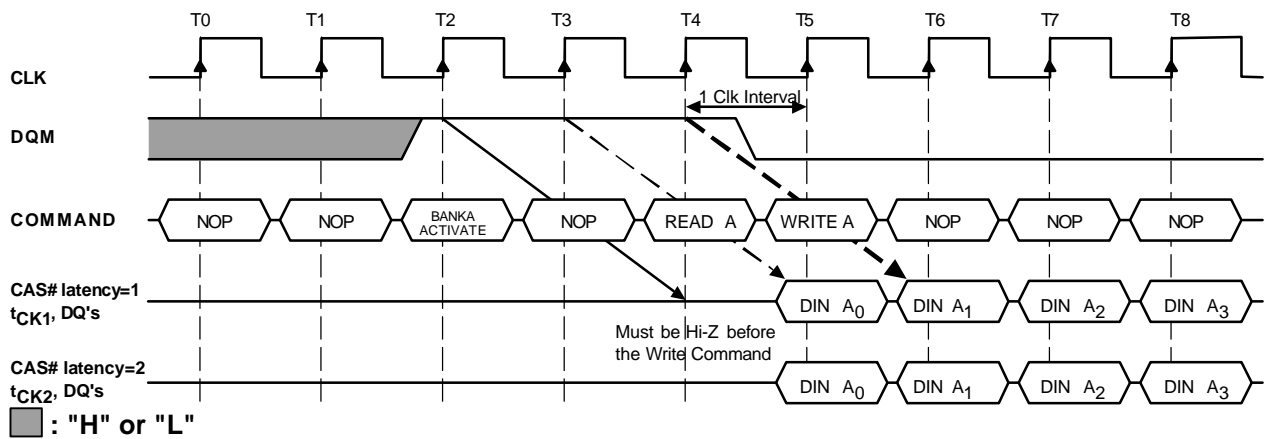 T0 T1 T2 T3 T4 T5 T6 T7 T8
CLK
1 Clk Interval
DQM
COMMAND
NOP NOP BANKA ACTIVATE NOP READ A WRITE A NOP NOP NOP
CAS# latency=1
tCK1, DQ's
DIN A0 DIN A1 DIN A2 DIN A3
Must be Hi-Z before
the Write Command
CAS# latency=2
tCK2, DQ's
DIN A0 DIN A1 DIN A2 DIN A3
: "H" or "L"